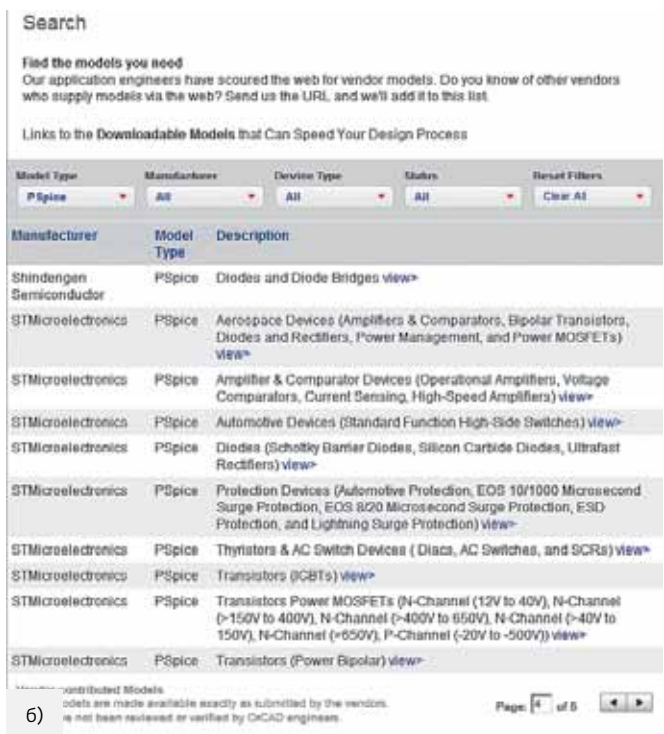 Search
Find the models you need
Our application engineers have scoured the web for vendor models. Do you know of other vendors
who supply models via the web? Send us the URL, and we'll add it to this list.
Links to the Downloadable Models that Can Speed Your Design Process
Model Type Manufacturer Device Type Status Reset Filters
PSpice All All All Clear All
Manufacturer Model Description
Type
Shindengen PSpice Diodes and Diode Bridges view>
Semiconductor
STMicroelectronics PSpice Aerospace Devices (Amplifiers & Comparators, Bipolar Transistors,
Diodes and Rectifiers, Power Management, and Power MOSFETs)
view>
STMicroelectronics PSpice Amplifier & Comparator Devices (Operational Amplifiers, Voltage
Comparators, Current Sensing, High-Speed Amplifiers) view>
STMicroelectronics PSpice Automotive Devices (Standard Function High-Side Switches) view>
STMicroelectronics PSpice Diodes (Schottky Barrier Diodes, Silicon Carbide Diodes, Ultrafast
Rectifiers) view>
STMicroelectronics PSpice Protection Devices (Automotive Protection, EOS 10/1000 Microsecond
Surge Protection, EOS 8/20 Microsecond Surge Protection, ESD
Protection, and Lightning Surge Protection) view>
STMicroelectronics PSpice Thyristors & AC Switch Devices ( Diacs, AC Switches, and SCRs) view>
STMicroelectronics PSpice Transistors (IGBTs) view>
STMicroelectronics PSpice Transistors Power MOSFETs (N-Channel (12V to 40V), N-Channel
(>150V to 400V), N-Channel (>400V to 650V), N-Channel (>40V to
150V), N-Channel (>650V), P-Channel (-20V to -500V)) view>
STMicroelectronics PSpice Transistors (Power Bipolar) view>
contributed Models
models are made available exactly as submitted by the vendors. Page: 4 of 5
not been reviewed or verified by OrCAD engineers.
б)